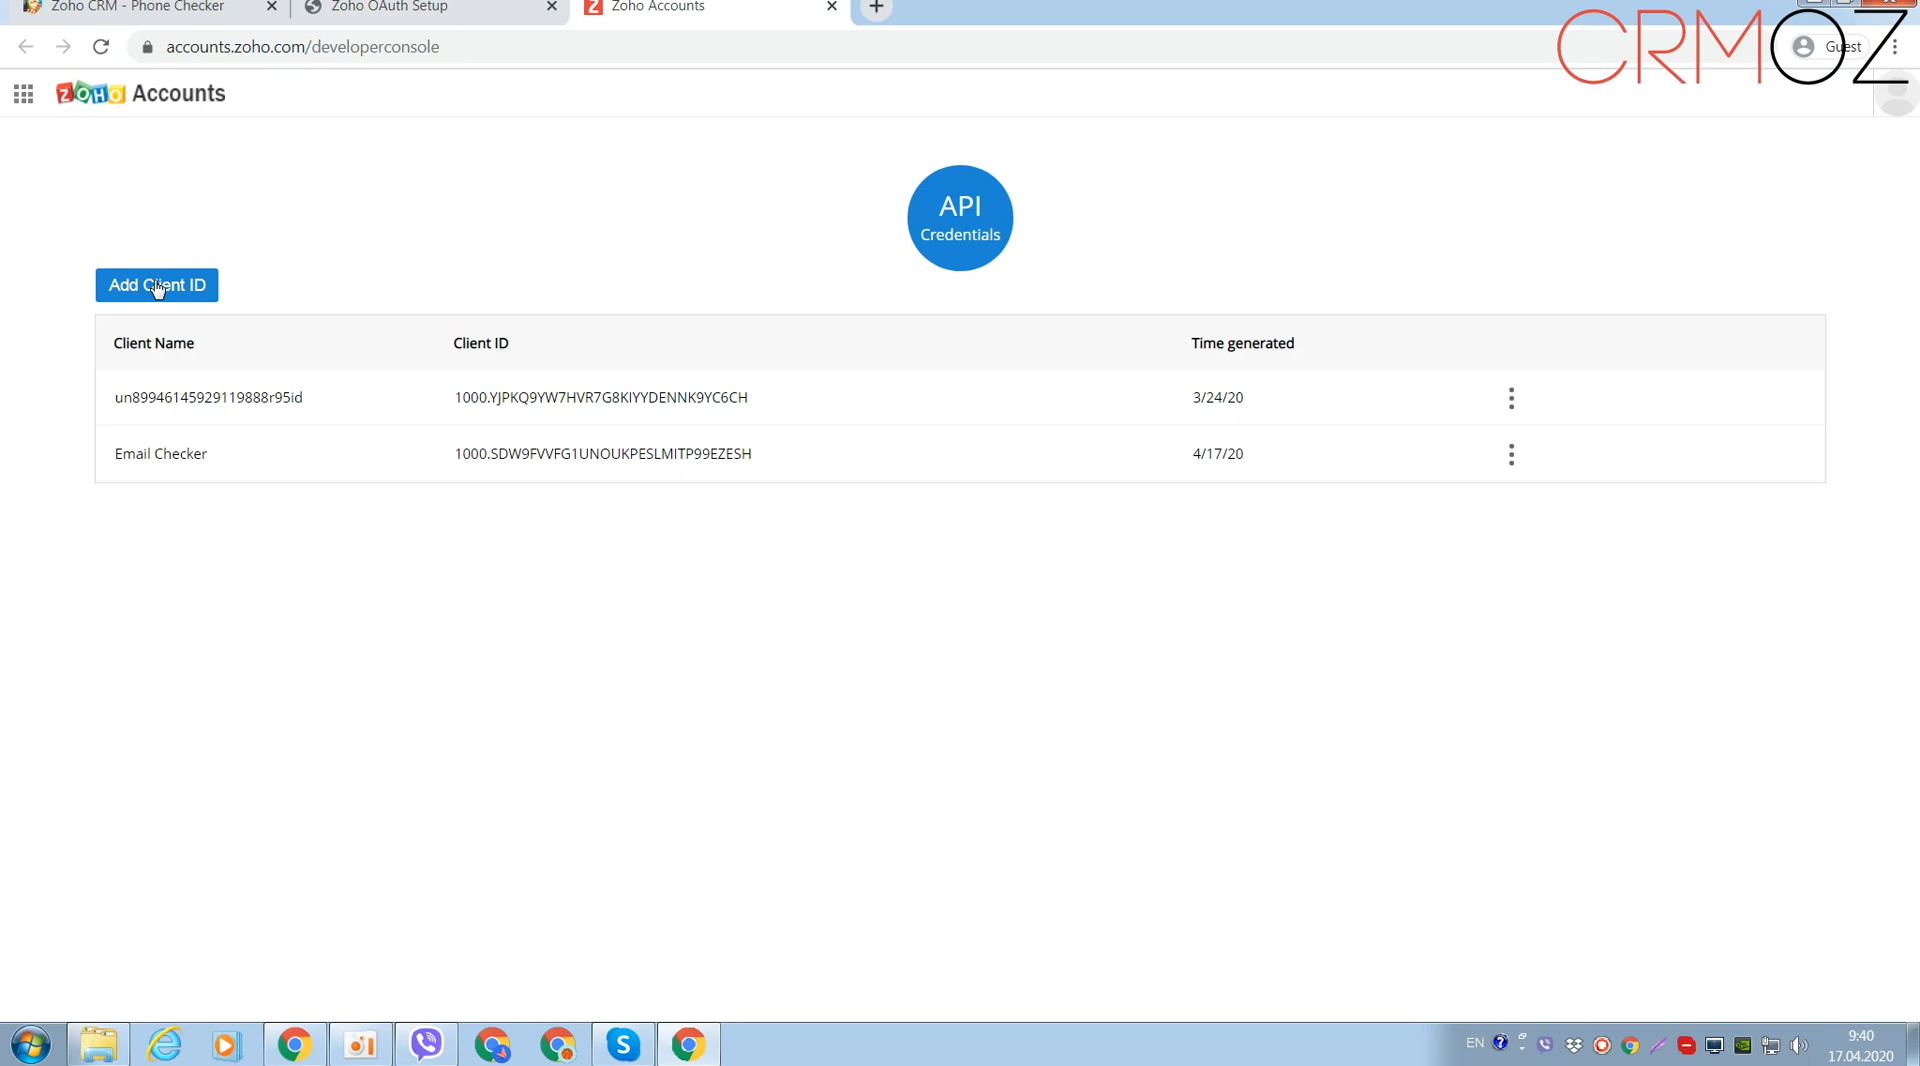 Zoho CRM - Phone Checker
Zoho OAuth Setup
Zoho Accounts
accounts.zoho.com/developerconsole
Guest
CRMOZ
ZOHO Accounts
API
Credentials
Add Client ID
Client Name Client ID Time generated
un89946145929119888r95id 1000.YJPKQ9YW7HVR7G8KIYYDENNK9YC6CH 3/24/20
Email Checker 1000.SDW9FVVFG1UNOUKPESLMITP99EZESH 4/17/20
EN
9:40
17.04.2020